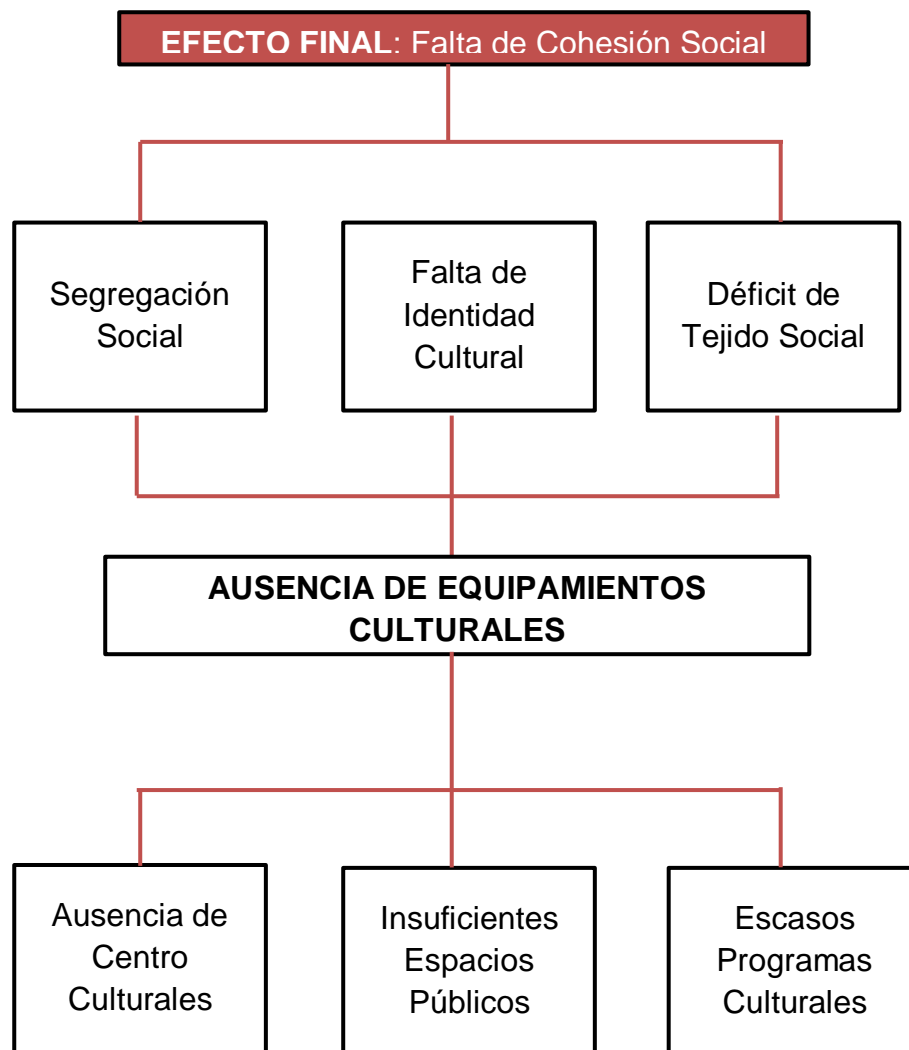 EFECTO FINAL: Falta de Cohesión Social
Segregación
Social
Falta de
Identidad
Cultural
Déficit de
Tejido Social
AUSENCIA DE EQUIPAMIENTOS
CULTURALES
Ausencia de
Centro
Culturales
Insuficientes
Espacios
Públicos
Escasos
Programas
Culturales